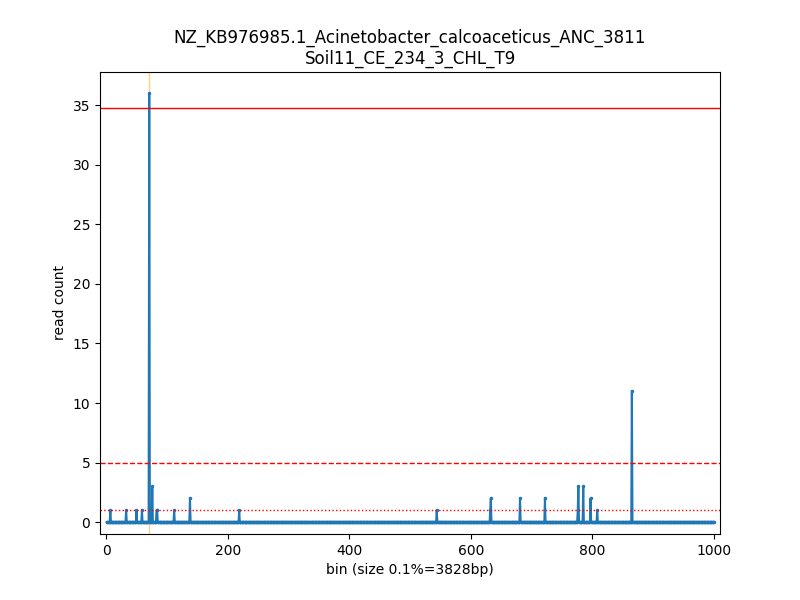 NZ_KB976985.1_Acinetobacter_calcoaceticus_ANC_3811
Soil11_CE_234_3_CHL_T9
35
30
25
20
15
10
5
0
read count
0 200 400 600 800 1000
bin (size 0.1%=3828bp)